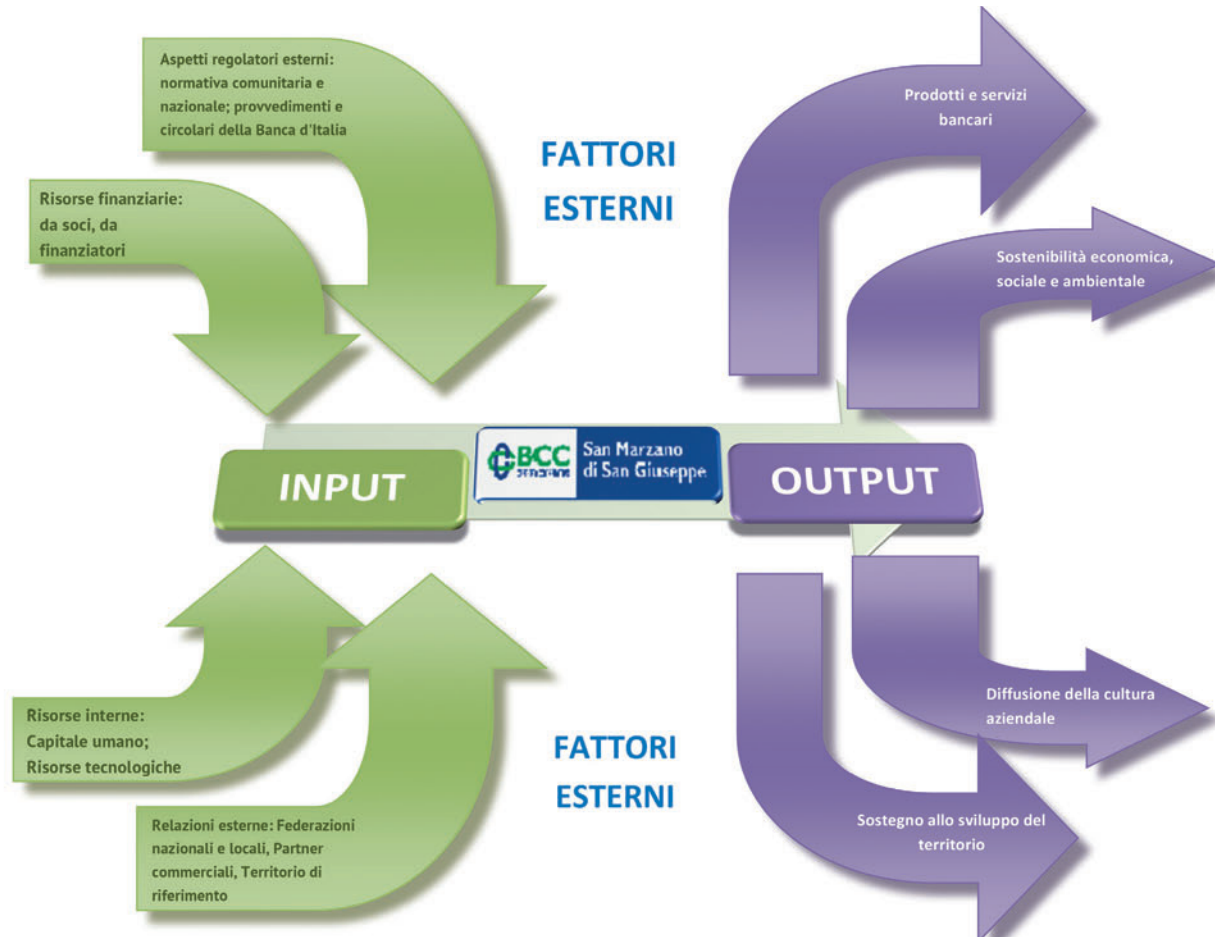 Aspetti regolatori esterni:
normativa comunitaria e
nazionale; provvedimenti e
circolari della Banca d'Italia
Risorse finanziarie:
da soci, da
finanziatori
FATTORI
ESTERNI
Prodotti e servizi
bancari
Sostenibilità economica,
sociale e ambientale
INPUT
BCC
San Marzano
di San Giuseppe
OUTPUT
Risorse interne:
Capitale umano;
Risorse tecnologiche
Relazioni esterne: Federazioni
nazionali e locali, Partner
commerciali, Territorio di
riferimento
FATTORI
ESTERNI
Diffusione della cultura
aziendale
Sostegno allo sviluppo del
territorio